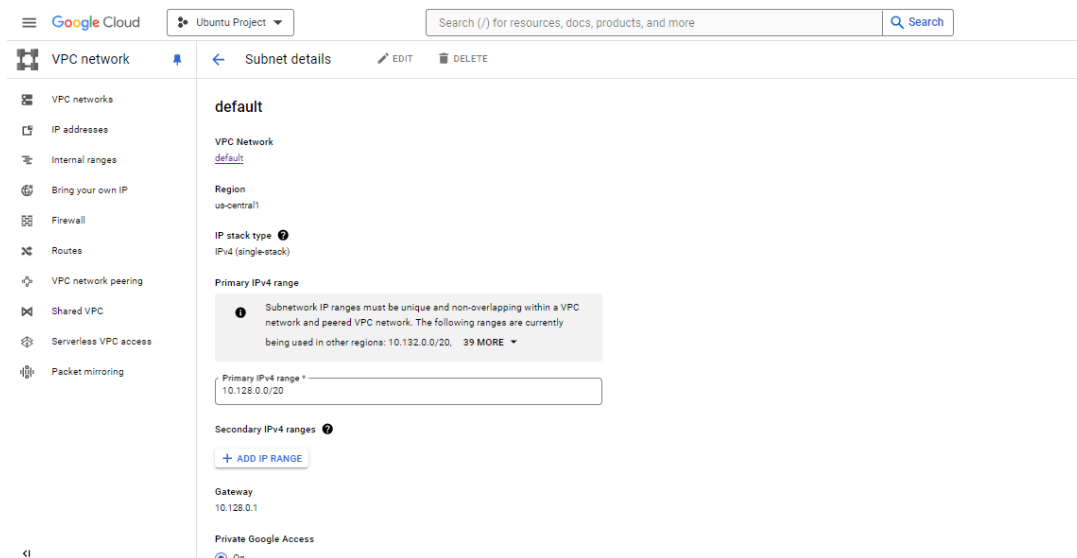 Google Cloud
Ubuntu Project
Search (/) for resources, docs, products, and more
Search
VPC network
Subnet details
EDIT
DELETE
VPC networks
IP addresses
Internal ranges
Bring your own IP
Firewall
Routes
VPC network peering
Shared VPC
Serverless VPC access
Packet mirroring
default
VPC Network
default
Region
us-central1
IP stack type
IPv4 (single-stack)
Primary IPv4 range
Subnetwork IP ranges must be unique and non-overlapping within a VPC
network and peered VPC network. The following ranges are currently
being used in other regions: 10.132.0.0/20, 39 MORE
Primary IPv4 range *
10.128.0.0/20
Secondary IPv4 ranges
+ ADD IP RANGE
Gateway
10.128.0.1
Private Google Access
On